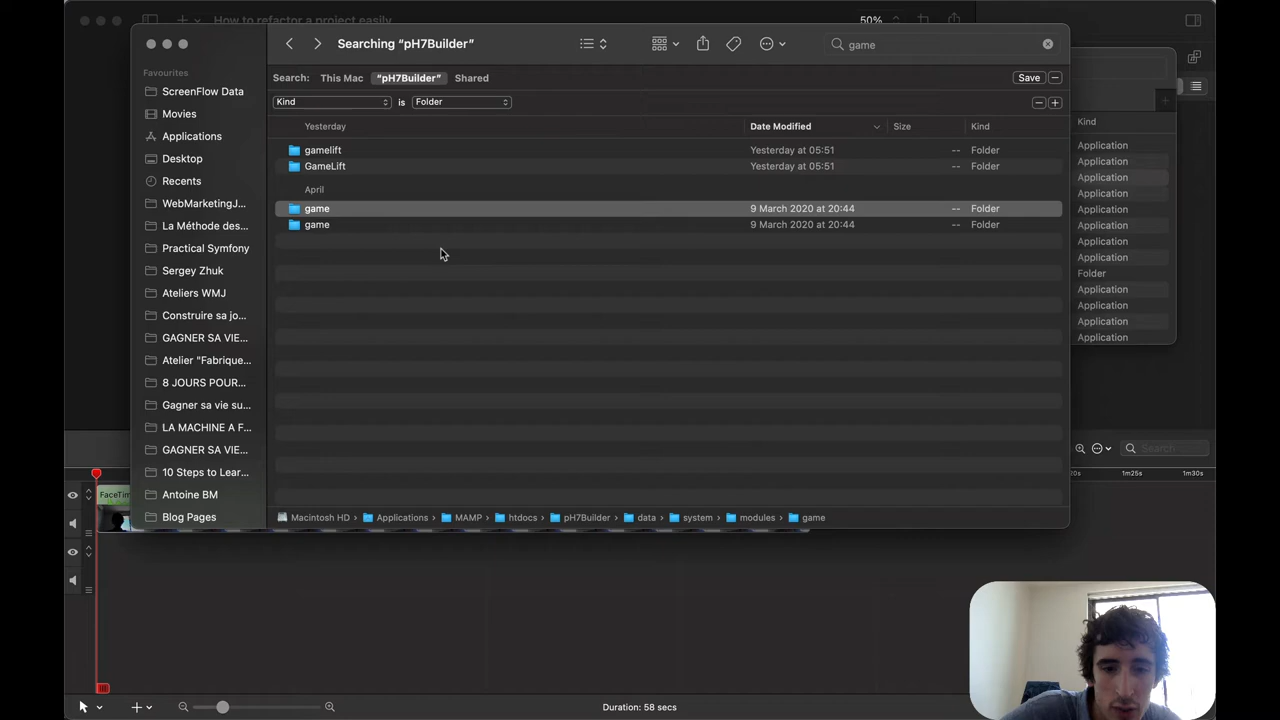 How to refactor a project easily
50%
Searching “pH7Builder”
game
Search: This Mac “pH7Builder” Shared Save
Kind is Folder
Favourites
ScreenFlow Data
Movies
Applications
Desktop
Recents
WebMarketingJ...
La Méthode des...
Practical Symfony
Sergey Zhuk
Ateliers WMJ
Construire sa jo...
GAGNER SA VIE...
Atelier "Fabrique...
8 JOURS POUR...
Gagner sa vie su...
LA MACHINE A F...
GAGNER SA VIE...
10 Steps to Lear...
Antoine BM
Blog Pages
Yesterday Date Modified Size Kind
gamelift Yesterday at 05:51 -- Folder
GameLift Yesterday at 05:51 -- Folder
April
game 9 March 2020 at 20:44 -- Folder
game 9 March 2020 at 20:44 -- Folder
Macintosh HD › Applications › MAMP › htdocs › pH7Builder › data › system › modules › game
Kind
Application
Application
Application
Application
Application
Application
Application
Application
Folder
Application
Application
Application
Application
Search
1m25s 1m30s
FaceTim
Duration: 58 secs